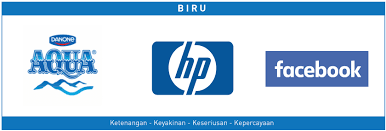 BIRU
DANONE
AQUA
hp
facebook
Ketenangan - Keyakinan - Keseriusan - Kepercayaan